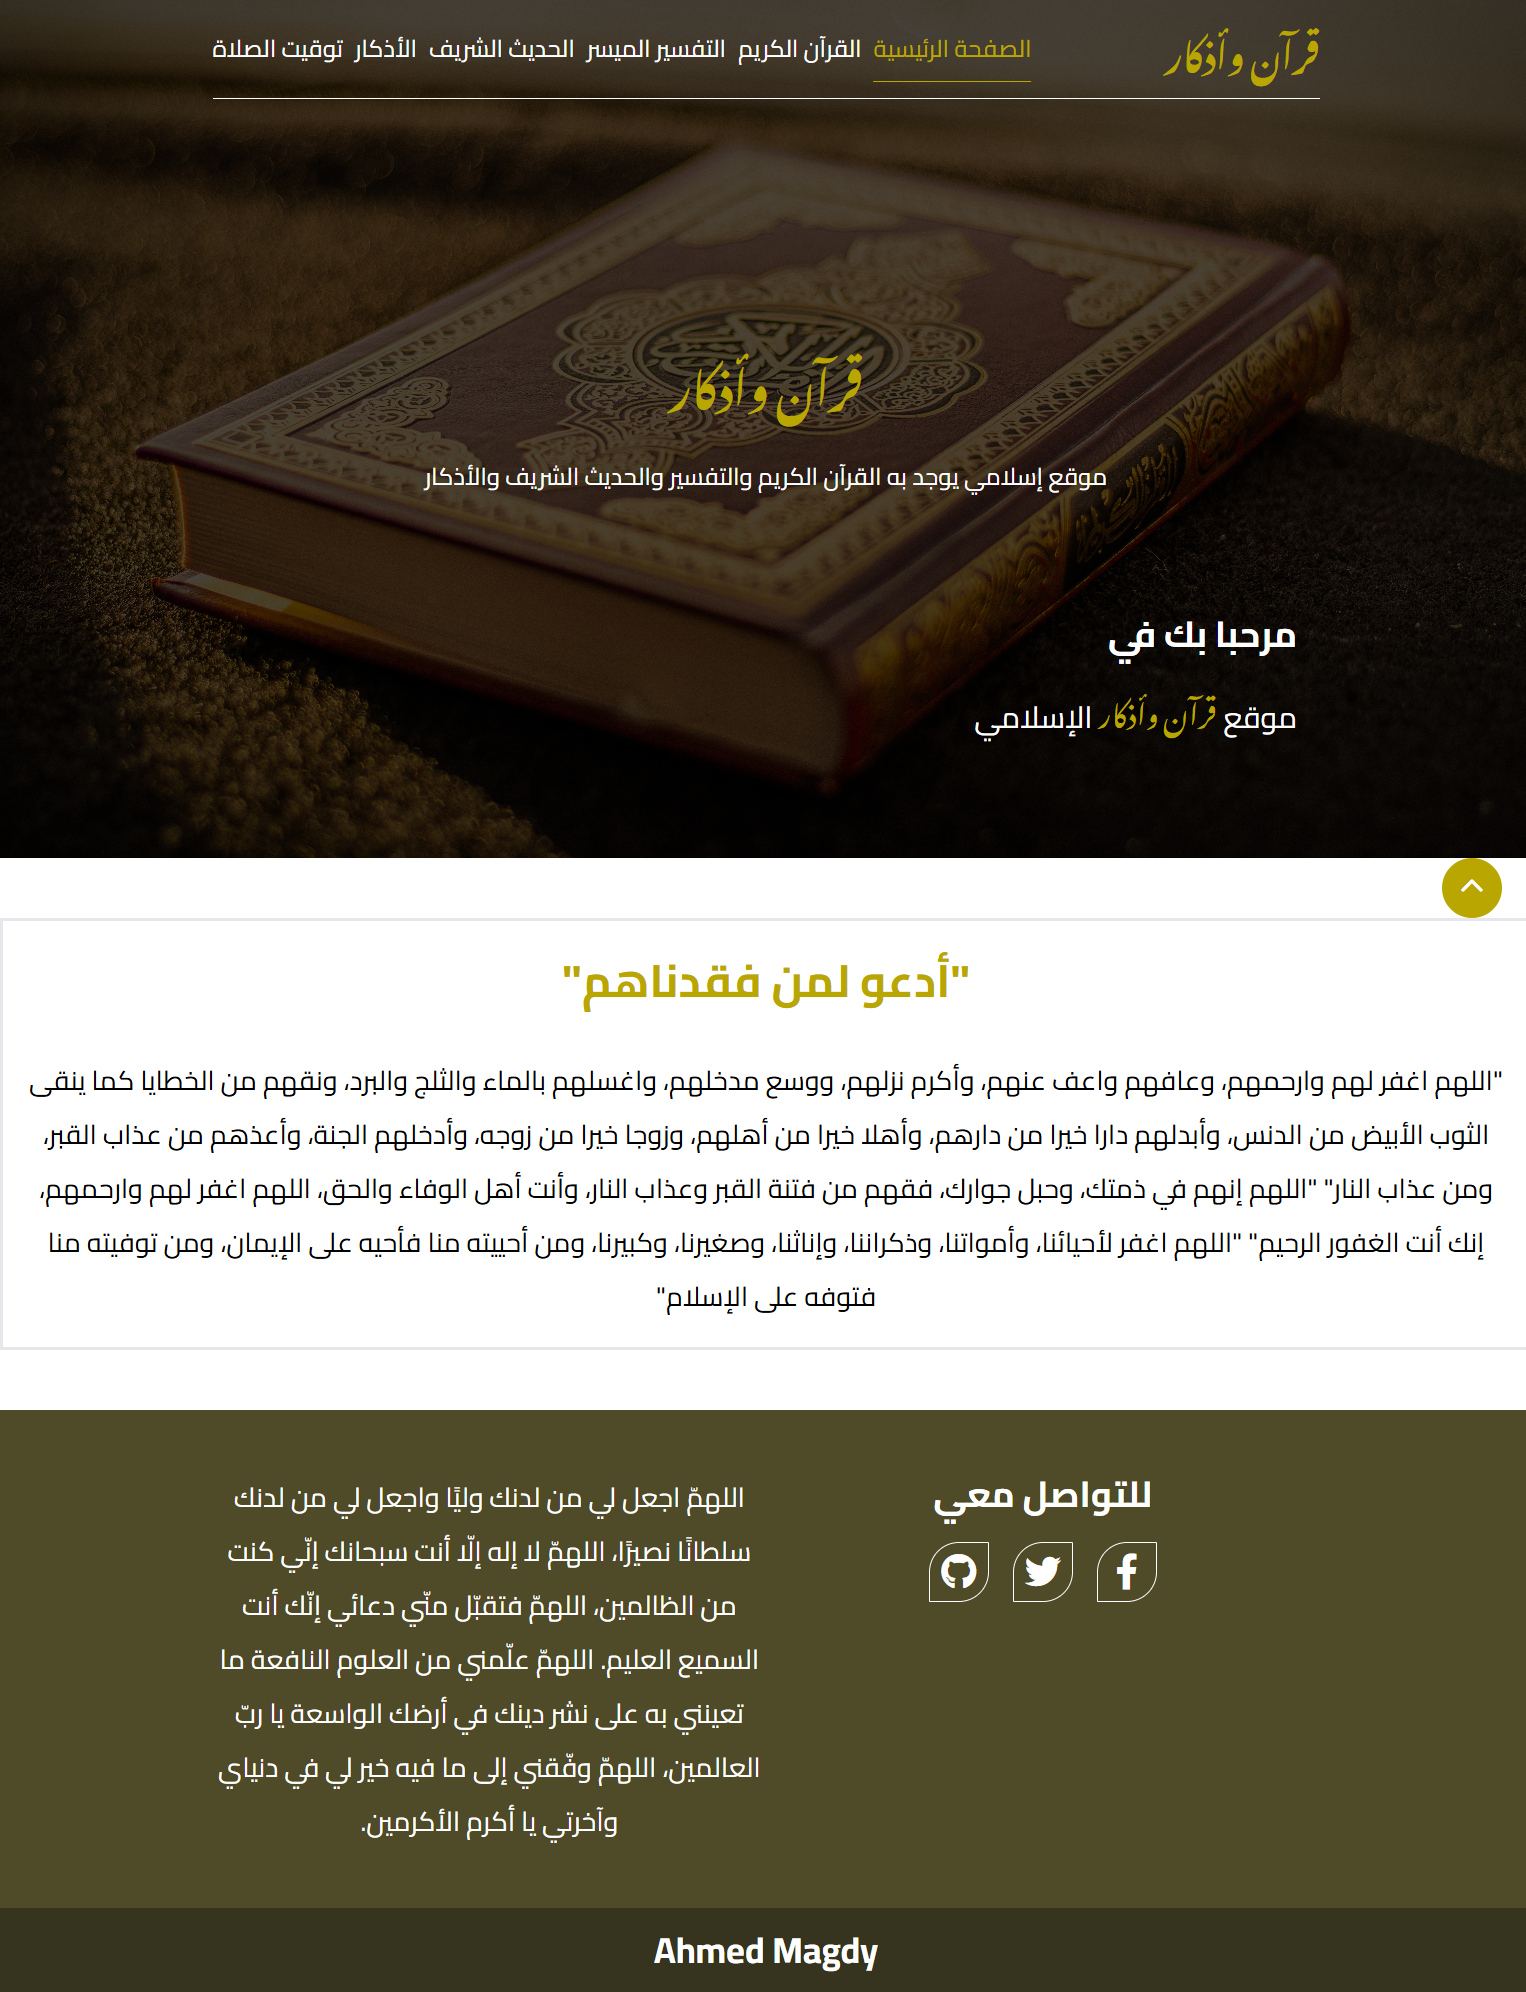 قرآن وأذكار
الصفحة الرئيسية القرآن الكريم التفسير الميسر الحديث الشريف الأذكار توقيت الصلاة
قرآن وأذكار
موقع إسلامي يوجد به القرآن الكريم والتفسير والحديث الشريف والأذكار
مرحبا بك في
موقع قرآن وأذكار الإسلامي
"أدعو لمن فقدناهم"
"اللهم اغفر لهم وارحمهم، وعافهم واعف عنهم، وأكرم نزلهم، ووسع مدخلهم، واغسلهم بالماء والثلج والبرد، ونقهم من الخطايا كما ينقى
الثوب الأبيض من الدنس، وأبدلهم دارا خيرا من دارهم، وأهلا خيرا من أهلهم، وزوجا خيرا من زوجه، وأدخلهم الجنة، وأعذهم من عذاب القبر،
ومن عذاب النار" "اللهم إنهم في ذمتك، وحبل جوارك، فقهم من فتنة القبر وعذاب النار، وأنت أهل الوفاء والحق، اللهم اغفر لهم وارحمهم،
إنك أنت الغفور الرحيم" "اللهم اغفر لأحيائنا، وأمواتنا، وذكراننا، وإناثنا، وصغيرنا، وكبيرنا، ومن أحييته منا فأحيه على الإيمان، ومن توفيته منا
فتوفه على الإسلام"
للتواصل معي
اللهمّ اجعل لي من لدنك وليًا واجعل لي من لدنك
سلطانًا نصيرًا، اللهمّ لا إله إلّا أنت سبحانك إنّي كنت
من الظالمين، اللهمّ فتقبّل منّي دعائي إنّك أنت
السميع العليم. اللهمّ علّمني من العلوم النافعة ما
تعينني به على نشر دينك في أرضك الواسعة يا ربّ
العالمين، اللهمّ وفّقني إلى ما فيه خير لي في دنياي
وآخرتي يا أكرم الأكرمين.
Ahmed Magdy